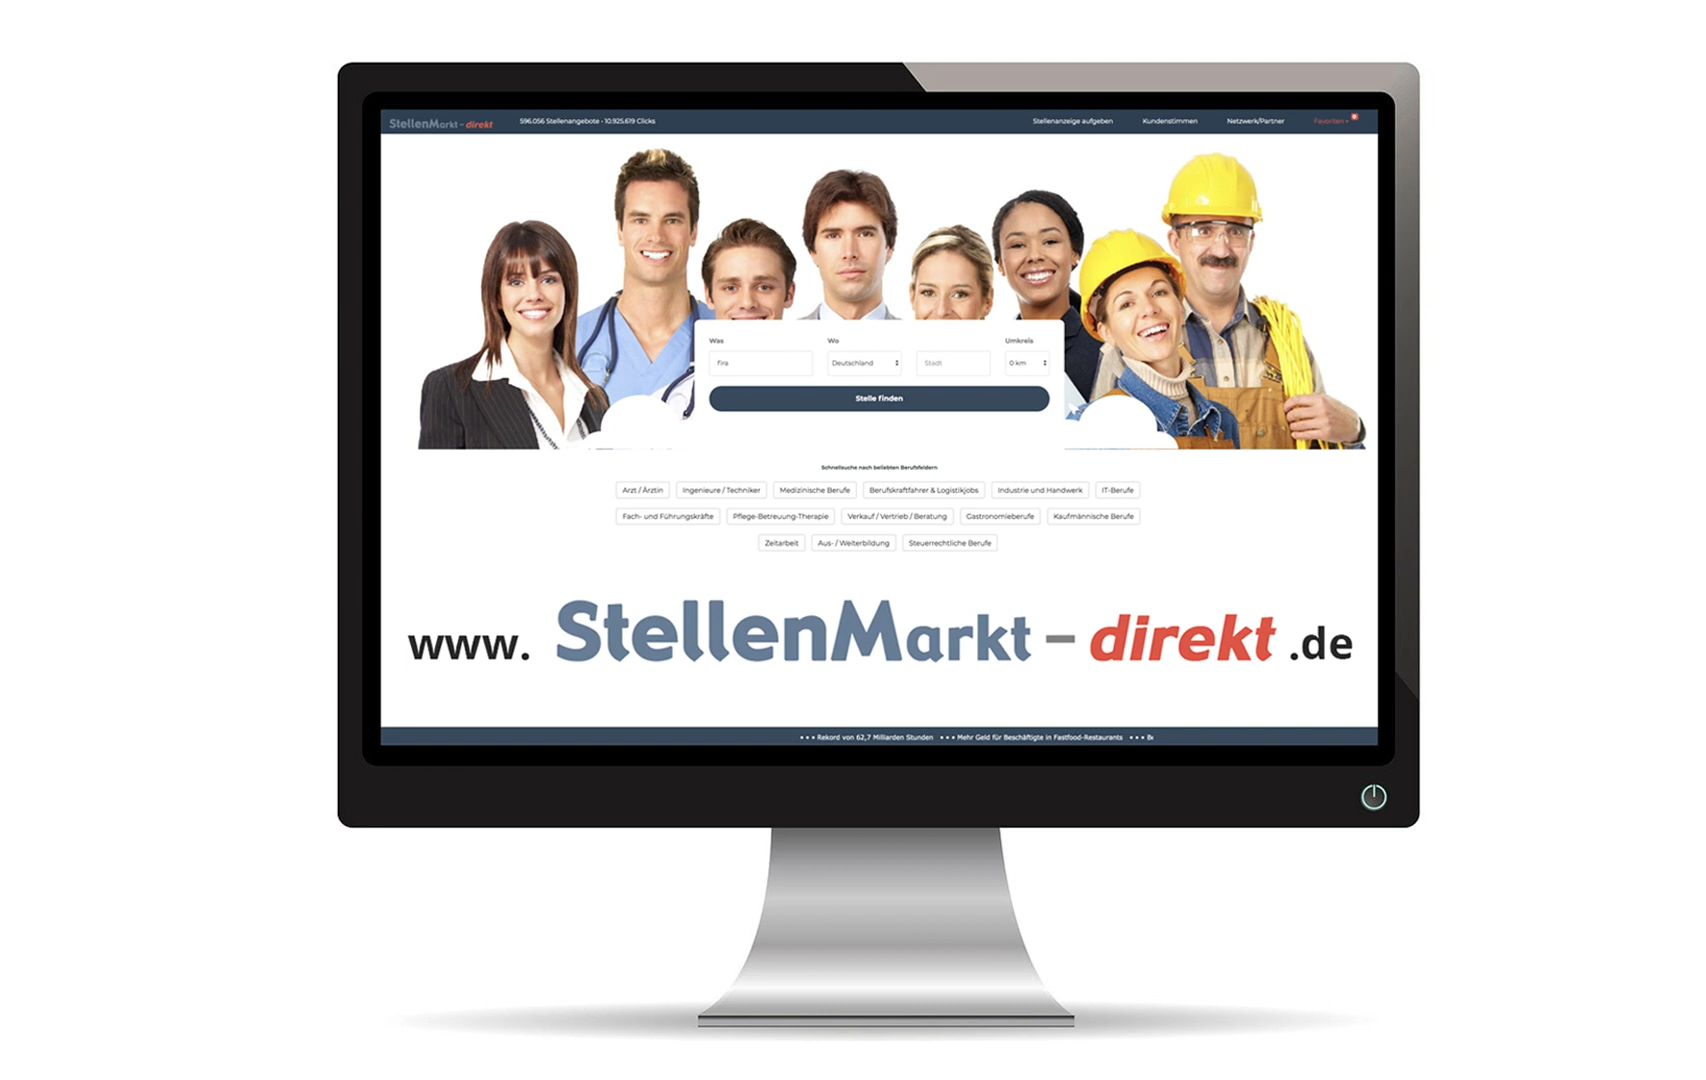 StellenMarkt - direkt 596.056 Stellenangebote - 10.925.619 Clicks Stellenanzeige aufgeben Kundenstimmen Netzwerk/Partner Favoriten
Was Wo Umkreis
fira Deutschland Stadt 0 km
Stelle finden
Schnellsuche nach beliebten Berufsfeldern
Arzt / Ärztin Ingenieure / Techniker Medizinische Berufe Berufskraftfahrer & Logistikjobs Industrie und Handwerk IT-Berufe
Fach- und Führungskräfte Pflege-Betreuung-Therapie Verkauf / Vertrieb / Beratung Gastronomieberufe Kaufmännische Berufe
Zeitarbeit Aus- / Weiterbildung Steuerrechtliche Berufe
www. StellenMarkt - direkt .de
• • • Rekord von 62,7 Milliarden Stunden • • • Mehr Geld für Beschäftigte in Fastfood-Restaurants • • •